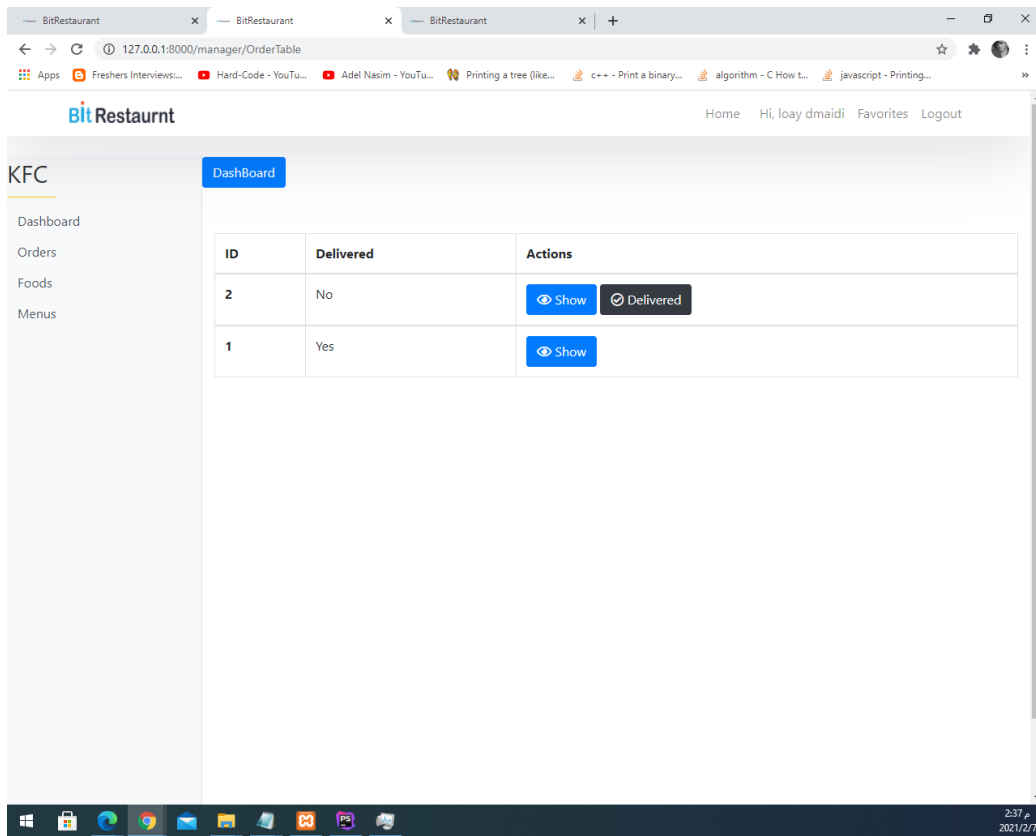 BitRestaurant BitRestaurant BitRestaurant
127.0.0.1:8000/manager/OrderTable
Apps Freshers Interviews:... Hard-Code - YouTu... Adel Nasim - YouTu... Printing a tree (like... c++ - Print a binary... algorithm - C How t... javascript - Printing... »
Bit Restaurnt Home Hi, loay dmaidi Favorites Logout
KFC
DashBoard
Dashboard
Orders
Foods
Menus
ID Delivered Actions
2 No Show Delivered
1 Yes Show
PS
2:37
2021/2/7